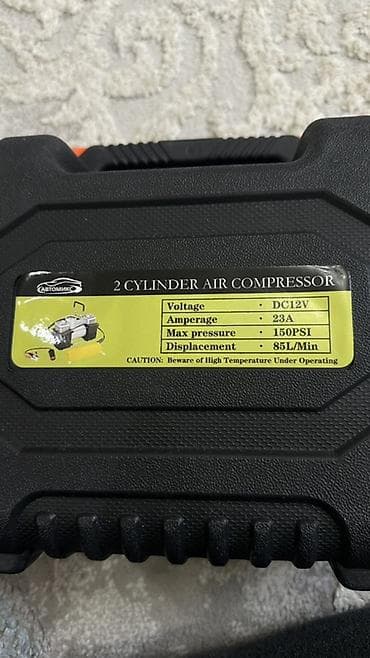 АВТОМИКС
2 CYLINDER AIR COMPRESSOR
Voltage · DC12V
Amperage · 23A
Max pressure · 150PSI
Displacement · 85L/Min
CAUTION: Beware of High Temperature Under Operating